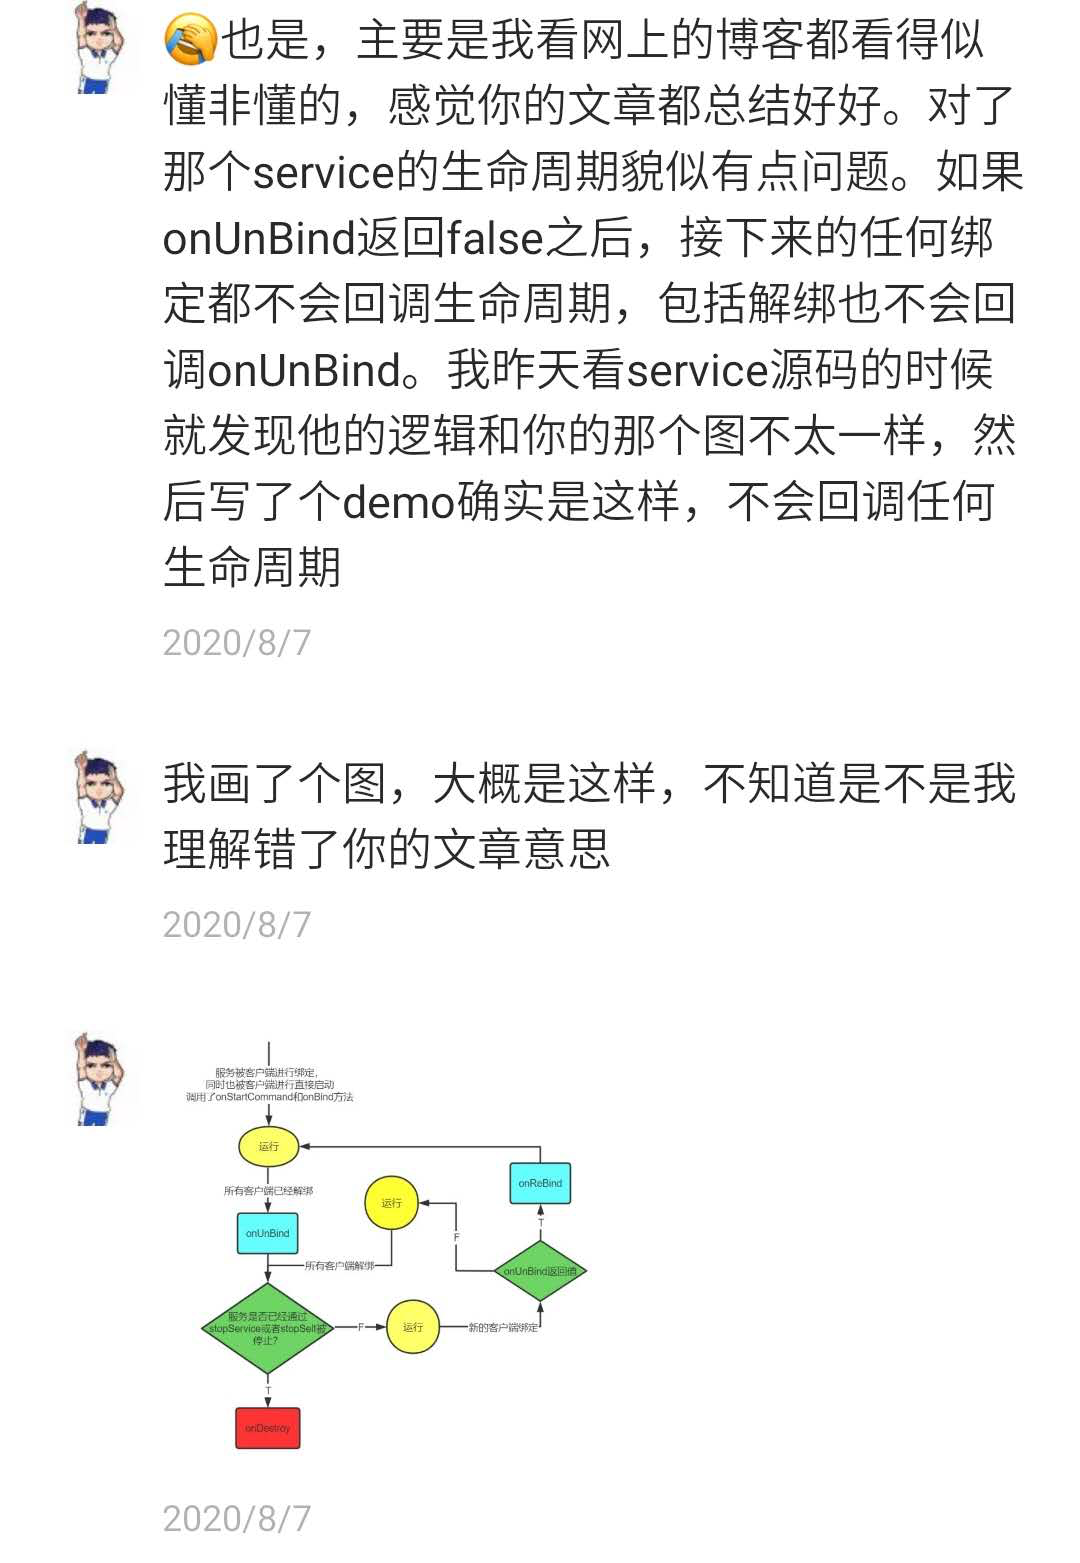 🤣也是，主要是我看网上的博客都看得似
懂非懂的，感觉你的文章都总结好好。对了
那个service的生命周期貌似有点问题。如果
onUnBind返回false之后，接下来的任何绑
定都不会回调生命周期，包括解绑也不会回
调onUnBind。我昨天看service源码的时候
就发现他的逻辑和你的那个图不太一样，然
后写了个demo确实是这样，不会回调任何
生命周期
2020/8/7
我画了个图，大概是这样，不知道是不是我
理解错了你的文章意思
2020/8/7
服务被客户端进行绑定，
同时也被客户端进行直接启动
调用了onStartCommand和onBind方法
运行
所有客户端已经解绑
onUnBind
运行
onReBind
T
F
所有客户端解绑
onUnBind返回值
服务是否已经通过
stopService或者stopSelf被
停止？
F
运行
新的客户端绑定
T
onDestroy
2020/8/7